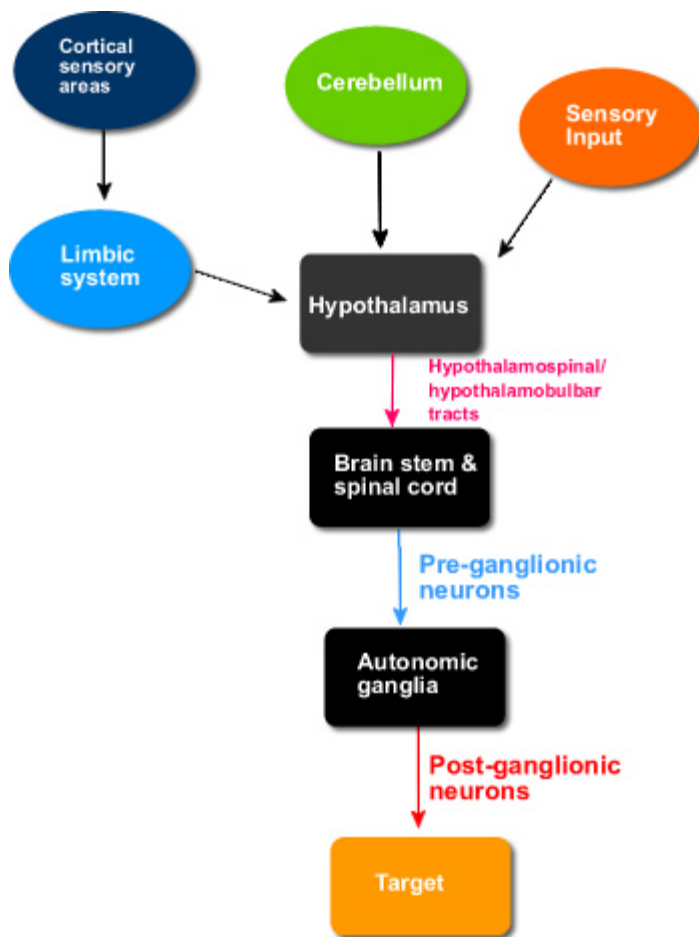 Cortical
sensory
areas
Cerebellum
Sensory
Input
Limbic
system
Hypothalamus
Hypothalamospinal/
hypothalamobulbar
tracts
Brain stem &
spinal cord
Pre-ganglionic
neurons
Autonomic
ganglia
Post-ganglionic
neurons
Target